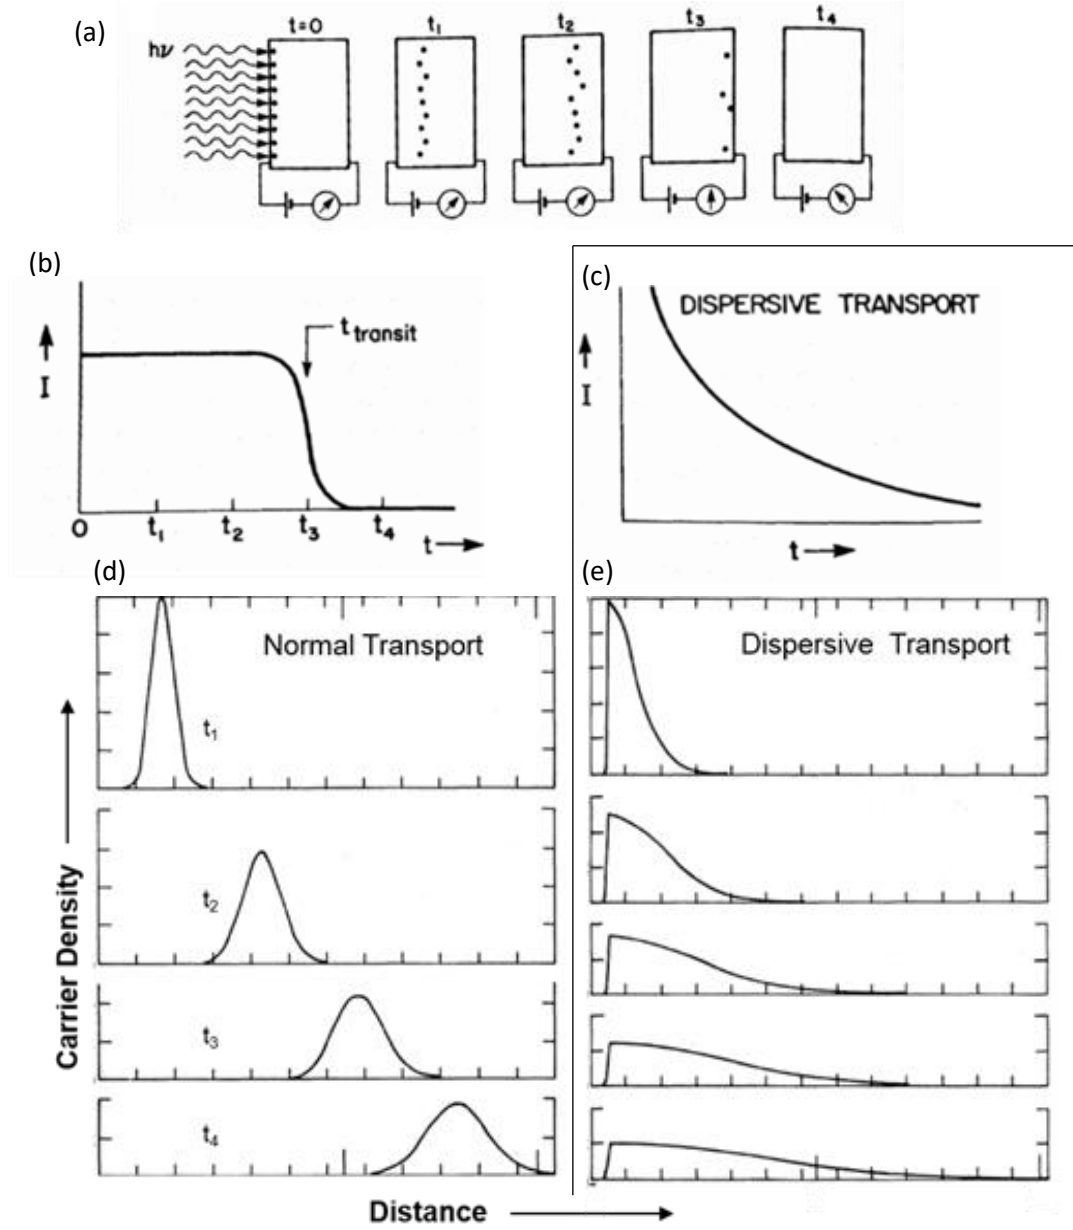 (a)
t=0
t1
t2
t3
t4
hν
(b)
I
t transit
0
t1
t2
t3
t4
t
(c)
DISPERSIVE TRANSPORT
I
t
(d)
Normal Transport
t1
t2
t3
t4
(e)
Dispersive Transport
Carrier Density
Distance